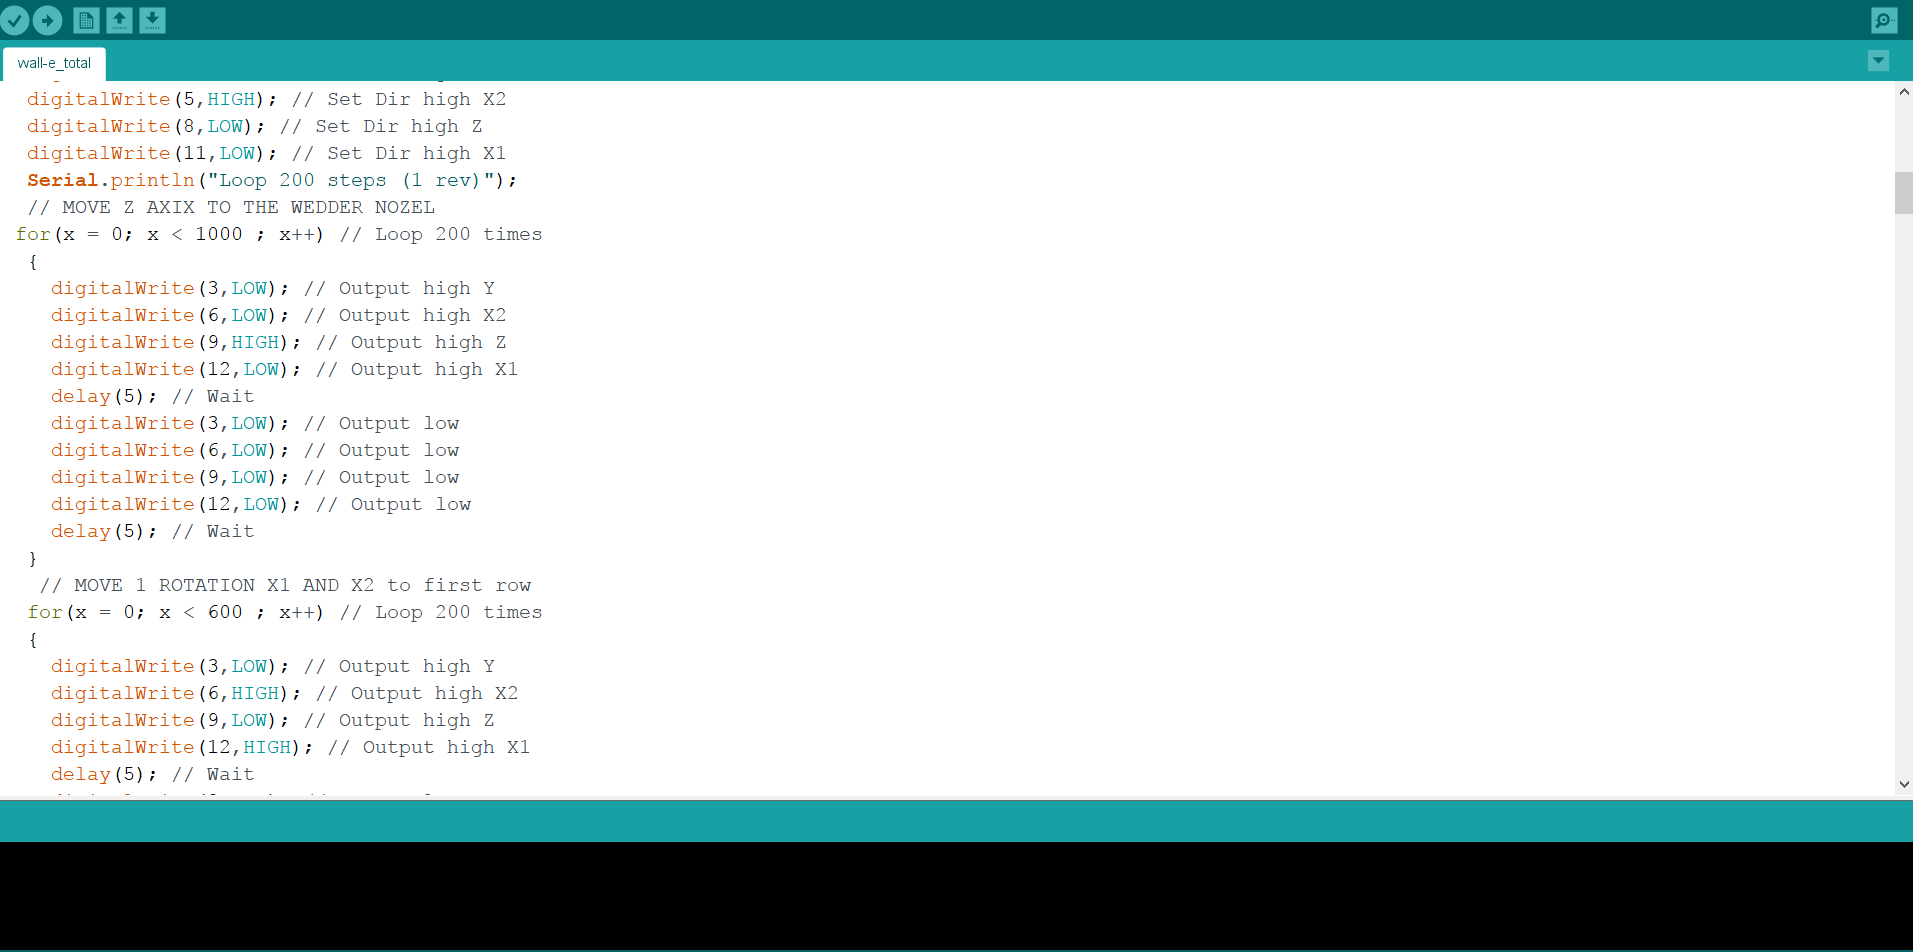 wall-e_total
digitalWrite(5,HIGH); // Set Dir high X2
digitalWrite(8,LOW); // Set Dir high Z
digitalWrite(11,LOW); // Set Dir high X1
Serial.println("Loop 200 steps (1 rev)");
// MOVE Z AXIX TO THE WEDDER NOZEL
for(x = 0; x < 1000 ; x++) // Loop 200 times
{
digitalWrite(3,LOW); // Output high Y
digitalWrite(6,LOW); // Output high X2
digitalWrite(9,HIGH); // Output high Z
digitalWrite(12,LOW); // Output high X1
delay(5); // Wait
digitalWrite(3,LOW); // Output low
digitalWrite(6,LOW); // Output low
digitalWrite(9,LOW); // Output low
digitalWrite(12,LOW); // Output low
delay(5); // Wait
}
// MOVE 1 ROTATION X1 AND X2 to first row
for(x = 0; x < 600 ; x++) // Loop 200 times
{
digitalWrite(3,LOW); // Output high Y
digitalWrite(6,HIGH); // Output high X2
digitalWrite(9,LOW); // Output high Z
digitalWrite(12,HIGH); // Output high X1
delay(5); // Wait